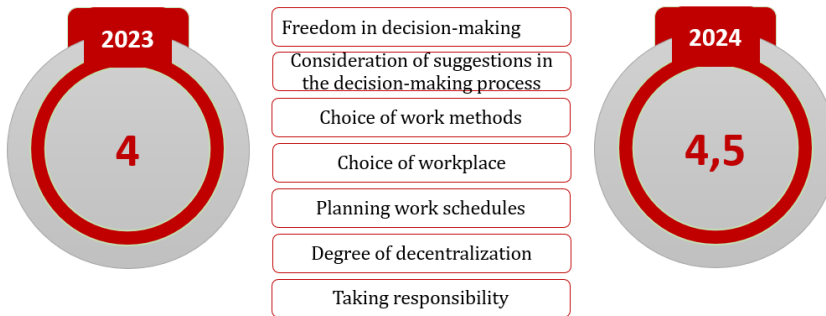 2023
4
Freedom in decision-making
Consideration of suggestions in
the decision-making process
Choice of work methods
Choice of workplace
Planning work schedules
Degree of decentralization
Taking responsibility
2024
4,5